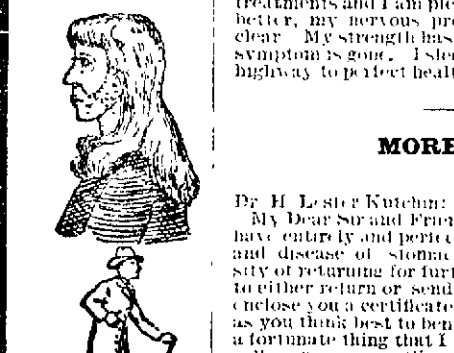 treatments and I am ple
better, my nervous pro
clear My strength has
symptom is gone. I sle
highway to perfect healt
MORE
Dr H Lester Kutchin:
My Dear Sir and Frien
have entirely and perfec
and disease of stomac
sity of returning for furt
to either return or send
enclose you a certificate
as you think best to ben
a fortunate thing that I